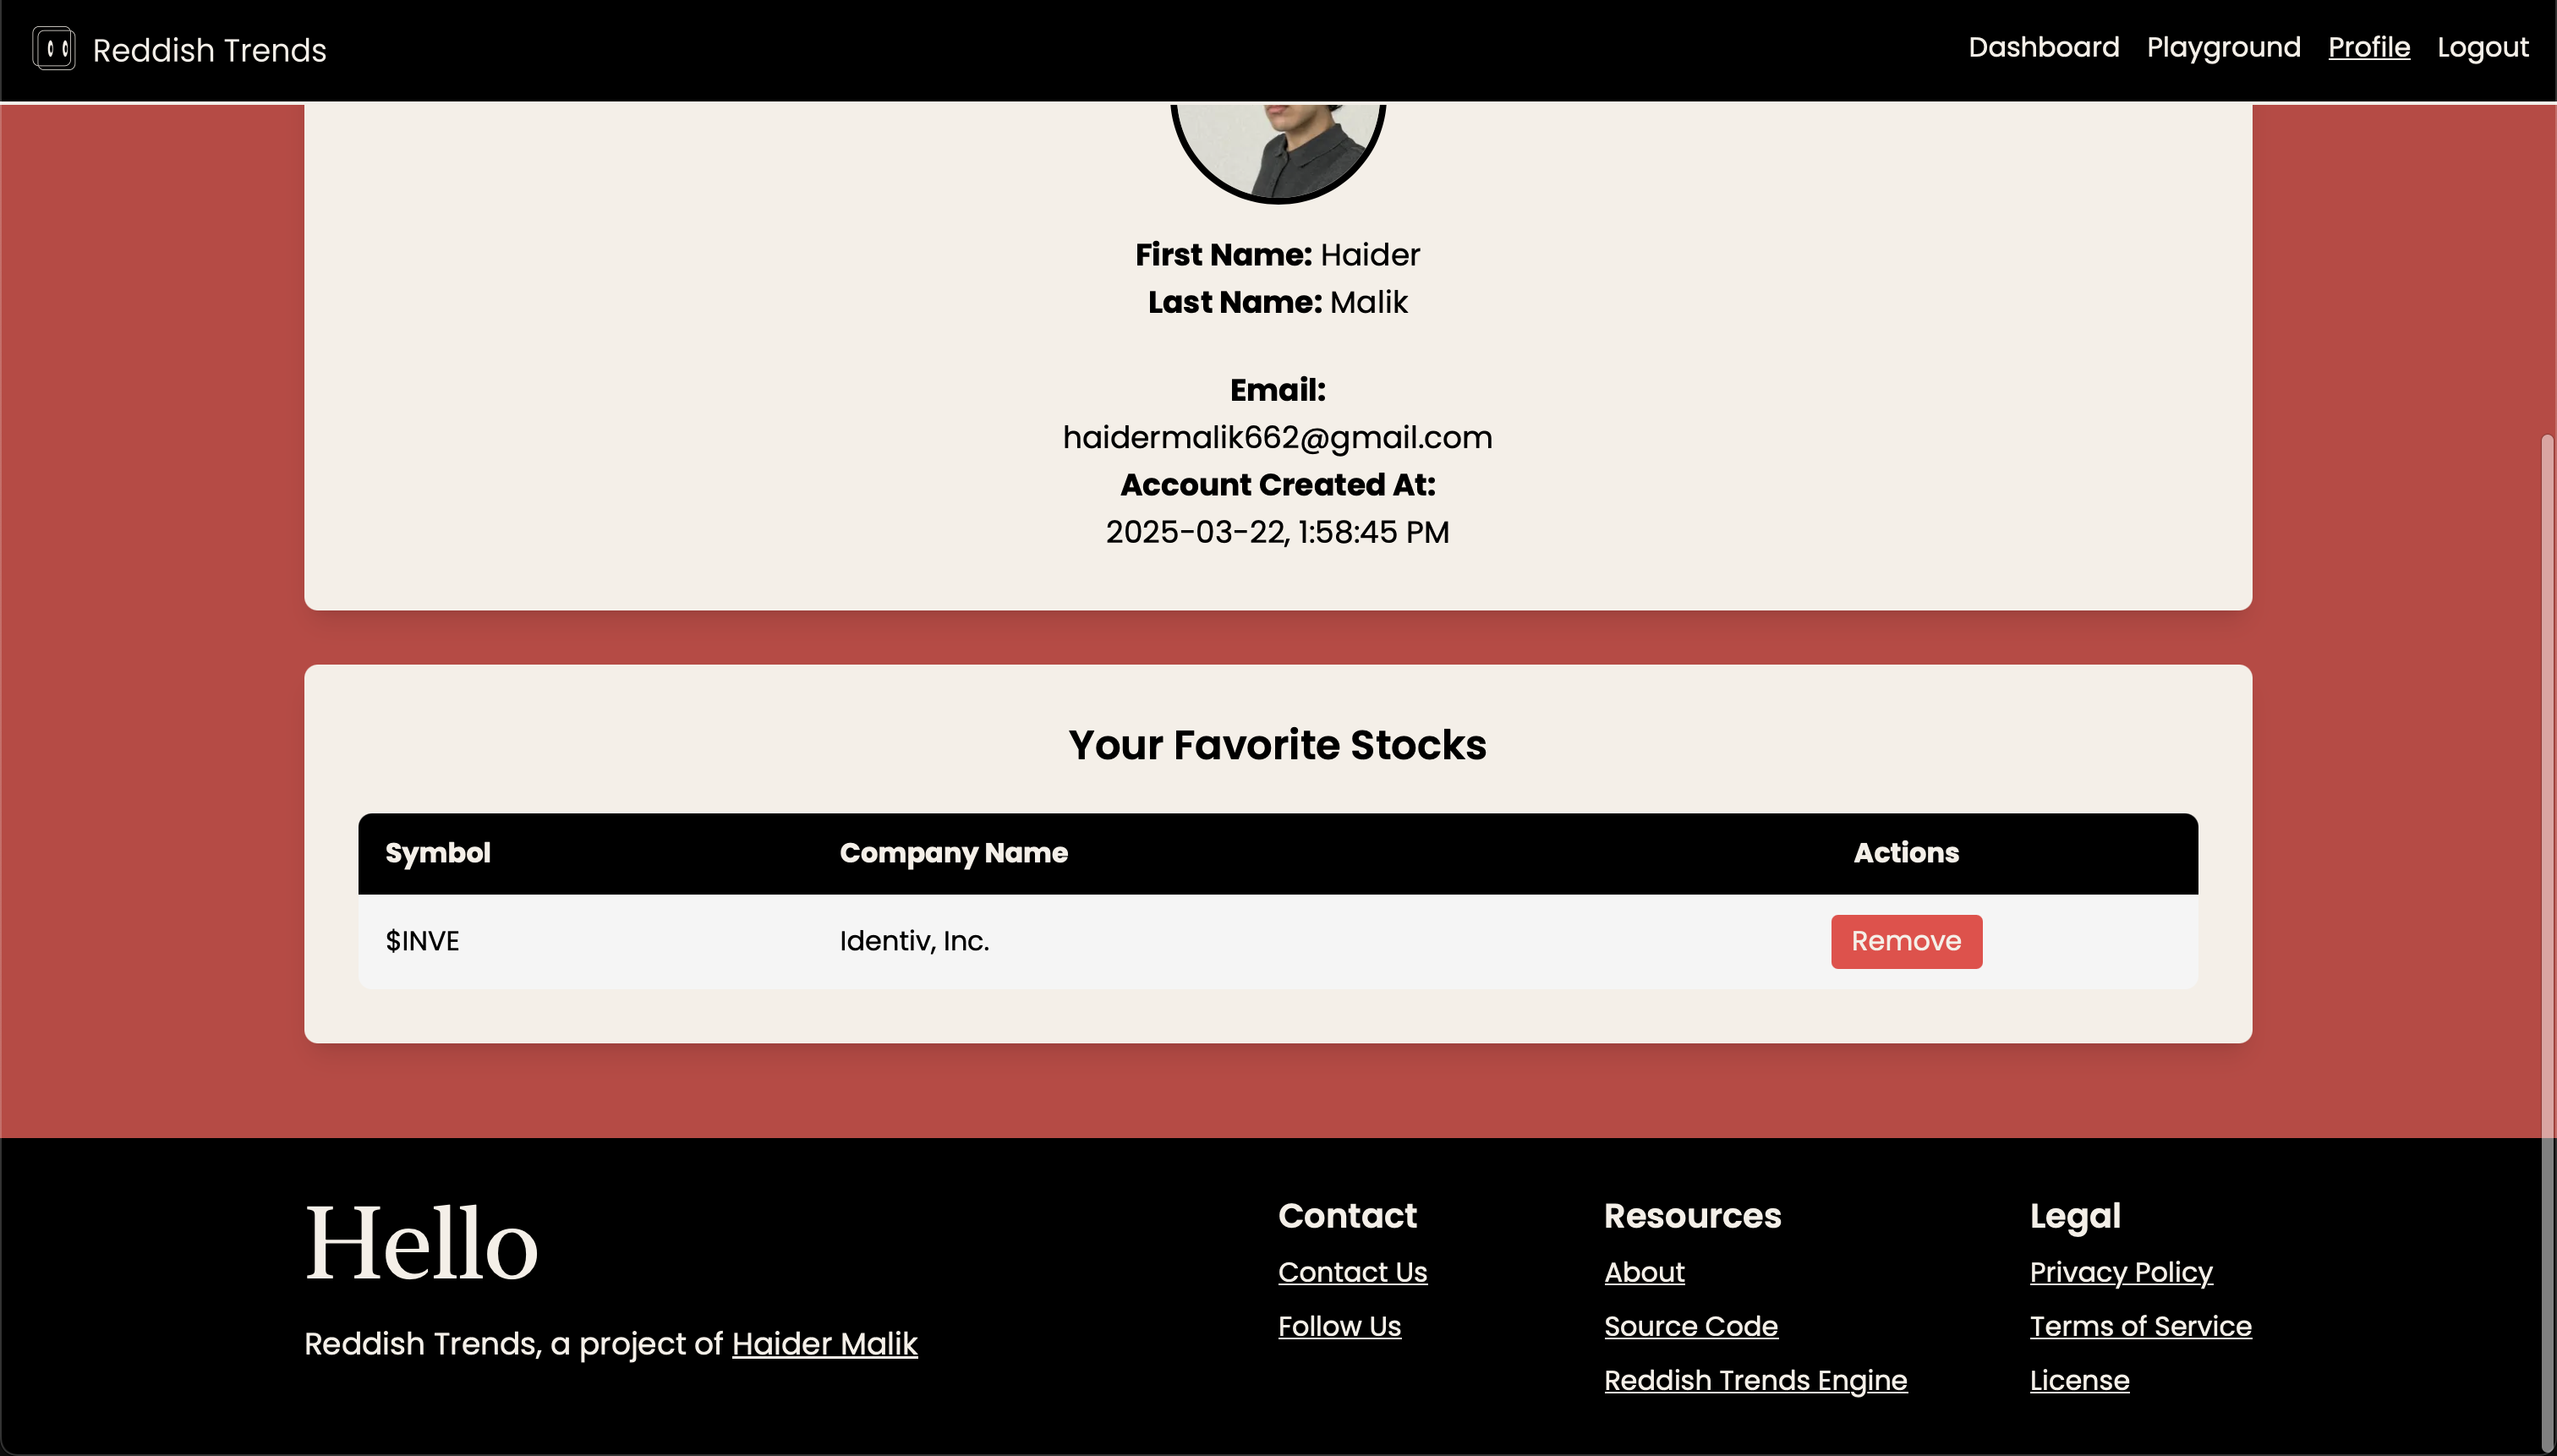 Reddish Trends
Dashboard Playground Profile Logout
First Name: Haider
Last Name: Malik
Email:
haidermalik662@gmail.com
Account Created At:
2025-03-22, 1:58:45 PM
Your Favorite Stocks
Symbol Company Name Actions
$INVE Identiv, Inc. Remove
Hello
Reddish Trends, a project of Haider Malik
Contact
Contact Us
Follow Us
Resources
About
Source Code
Reddish Trends Engine
Legal
Privacy Policy
Terms of Service
License